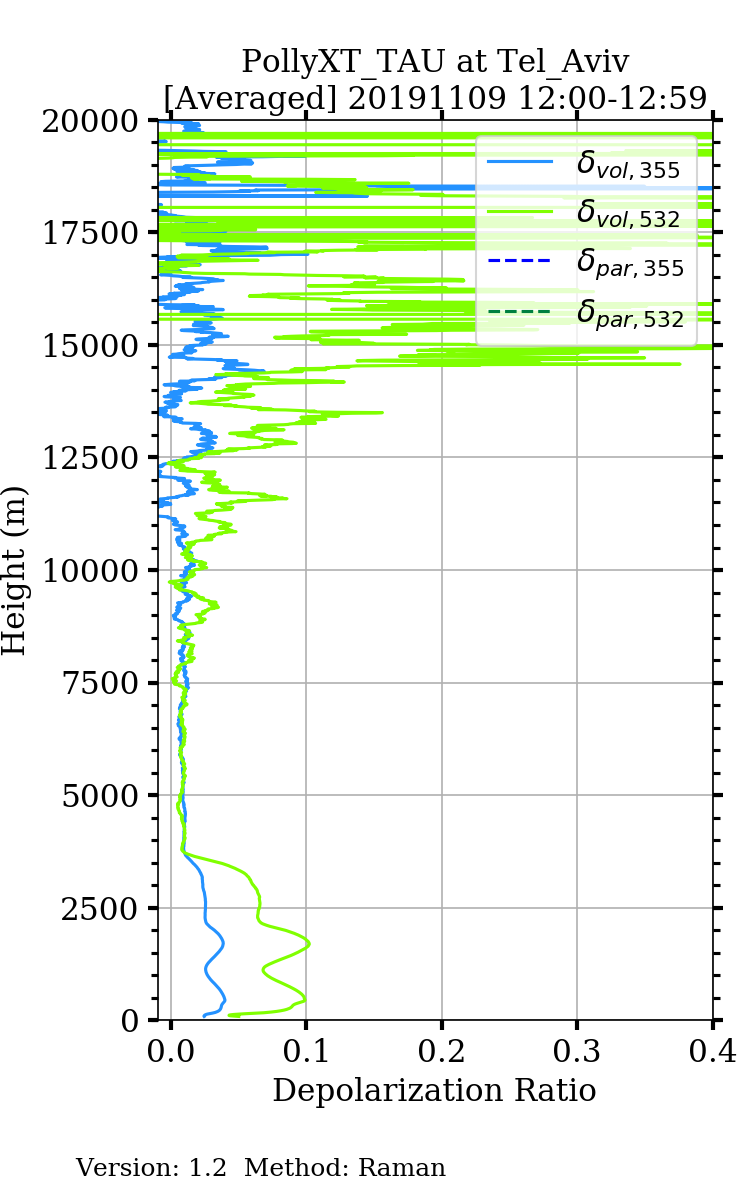 PollyXT_TAU at Tel_Aviv
[Averaged] 20191109 12:00-12:59
20000
17500
15000
12500
10000
7500
5000
2500
0
Height (m)
δvol, 355
δvol, 532
δpar, 355
δpar, 532
0.0 0.1 0.2 0.3 0.4
Depolarization Ratio
Version: 1.2 Method: Raman